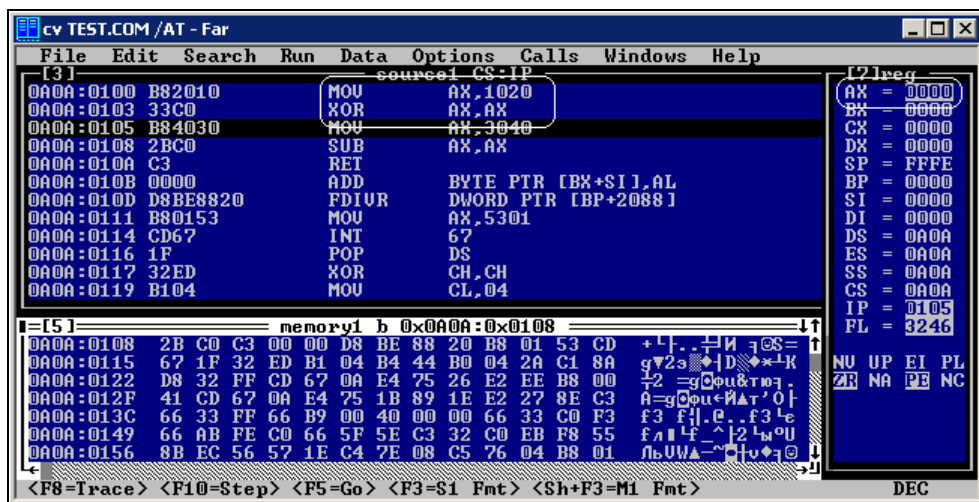 cv TEST.COM /AT - Far
File Edit Search Run Data Options Calls Windows Help
[3] source1 CS:IP
0A0A:0100 B82010 MOV AX,1020
0A0A:0103 33C0 XOR AX,AX
0A0A:0105 B84030 MOV AX,3040
0A0A:0108 2BC0 SUB AX,AX
0A0A:010A C3 RET
0A0A:010B 0000 ADD BYTE PTR [BX+SI],AL
0A0A:010D D8BE8820 FDIVR DWORD PTR [BP+2088]
0A0A:0111 B80153 MOV AX,5301
0A0A:0114 CD67 INT 67
0A0A:0116 1F POP DS
0A0A:0117 32ED XOR CH,CH
0A0A:0119 B104 MOV CL,04
[7]reg
AX = 0000
BX = 0000
CX = 0000
DX = 0000
SP = FFFE
BP = 0000
SI = 0000
DI = 0000
DS = 0A0A
ES = 0A0A
SS = 0A0A
CS = 0A0A
IP = 0105
FL = 3246
NV UP EI PL
ZR NA PE NC
[5] memory1 b 0x0A0A:0x0108
0A0A:0108 2B C0 C3 00 00 D8 BE 88 20 B8 01 53 CD
0A0A:0115 67 1F 32 ED B1 04 B4 44 B0 04 2A C1 8A
0A0A:0122 D8 32 FF CD 67 0A E4 75 26 E2 EE B8 00
0A0A:012F 41 CD 67 0A E4 75 1B 89 1E E2 27 8E C3
0A0A:013C 66 33 FF 66 B9 00 40 00 00 66 33 C0 F3
0A0A:0149 66 AB FE C0 66 5F 5E C3 32 C0 EB F8 55
0A0A:0156 8B EC 56 57 1E C4 7E 08 C5 76 04 B8 01
<F8=Trace> <F10=Step> <F5=Go> <F3=S1 Fmt> <Sh+F3=M1 Fmt> DEC